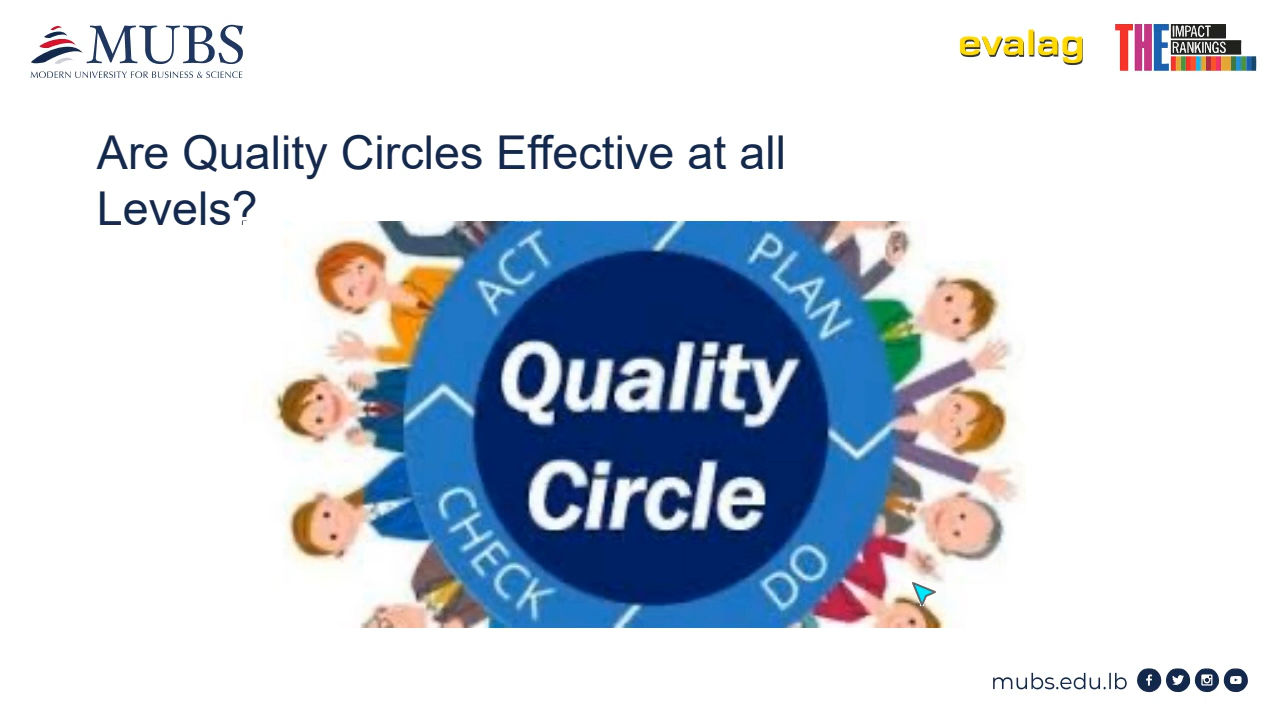 MUBS
MODERN UNIVERSITY FOR BUSINESS & SCIENCE
evalag
THE IMPACT
RANKINGS
Are Quality Circles Effective at all
Levels?
ACT
PLAN
Quality
Circle
CHECK
DO
mubs.edu.lb